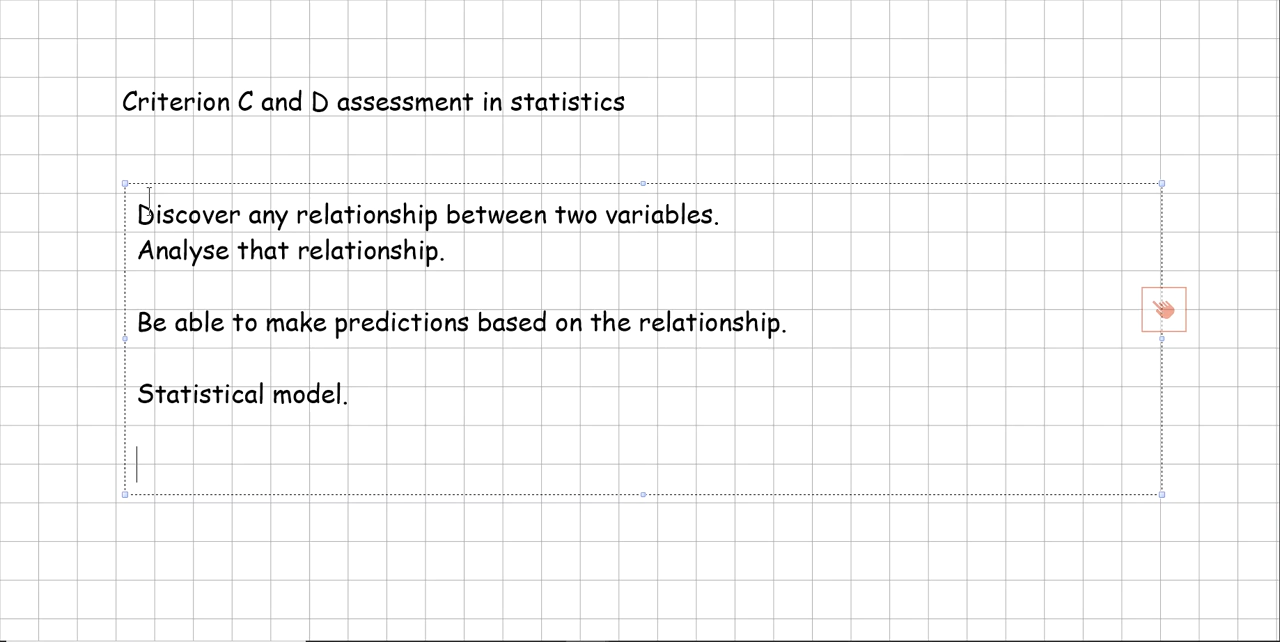 Criterion C and D assessment in statistics
Discover any relationship between two variables.
Analyse that relationship.
Be able to make predictions based on the relationship.
Statistical model.